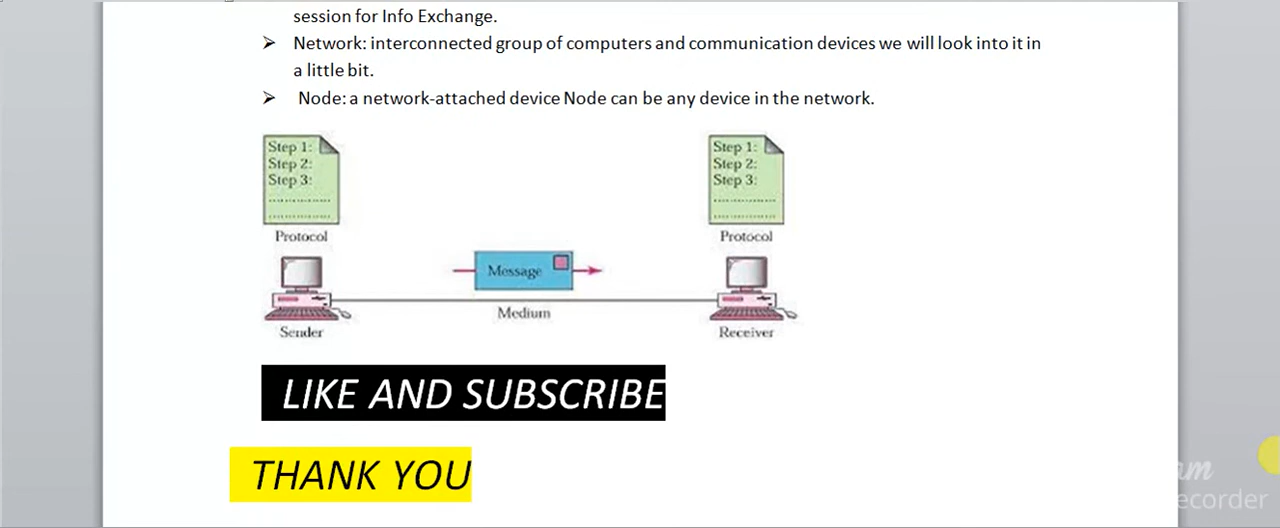 session for Info Exchange.
➤ Network: interconnected group of computers and communication devices we will look into it in
a little bit.
➤ Node: a network-attached device Node can be any device in the network.
Step 1:
Step 2:
Step 3:
Protocol
Step 1:
Step 2:
Step 3:
Protocol
Message
Medium
Sender
Receiver
LIKE AND SUBSCRIBE
THANK YOU